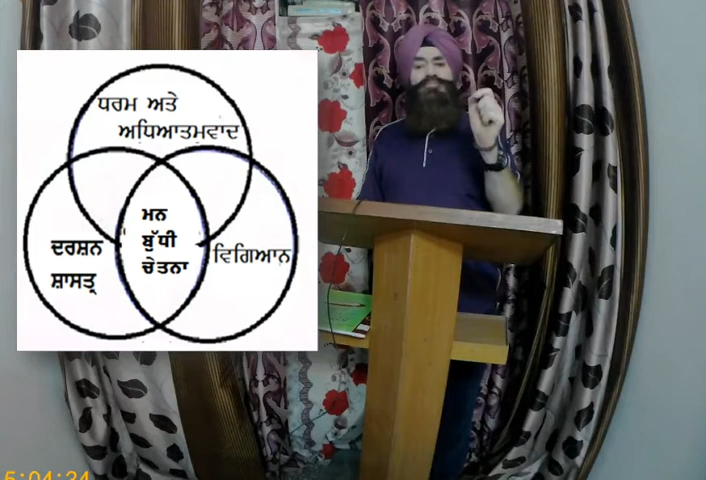 ਧਰਮ ਅਤੇ
ਅਧਿਆਤਮਵਾਦ
ਮਨ
ਬੁੱਧੀ
ਚੇਤਨਾ
ਦਰਸ਼ਨ
ਸ਼ਾਸਤ੍ਰ
ਵਿਗਿਆਨ
5:04:24